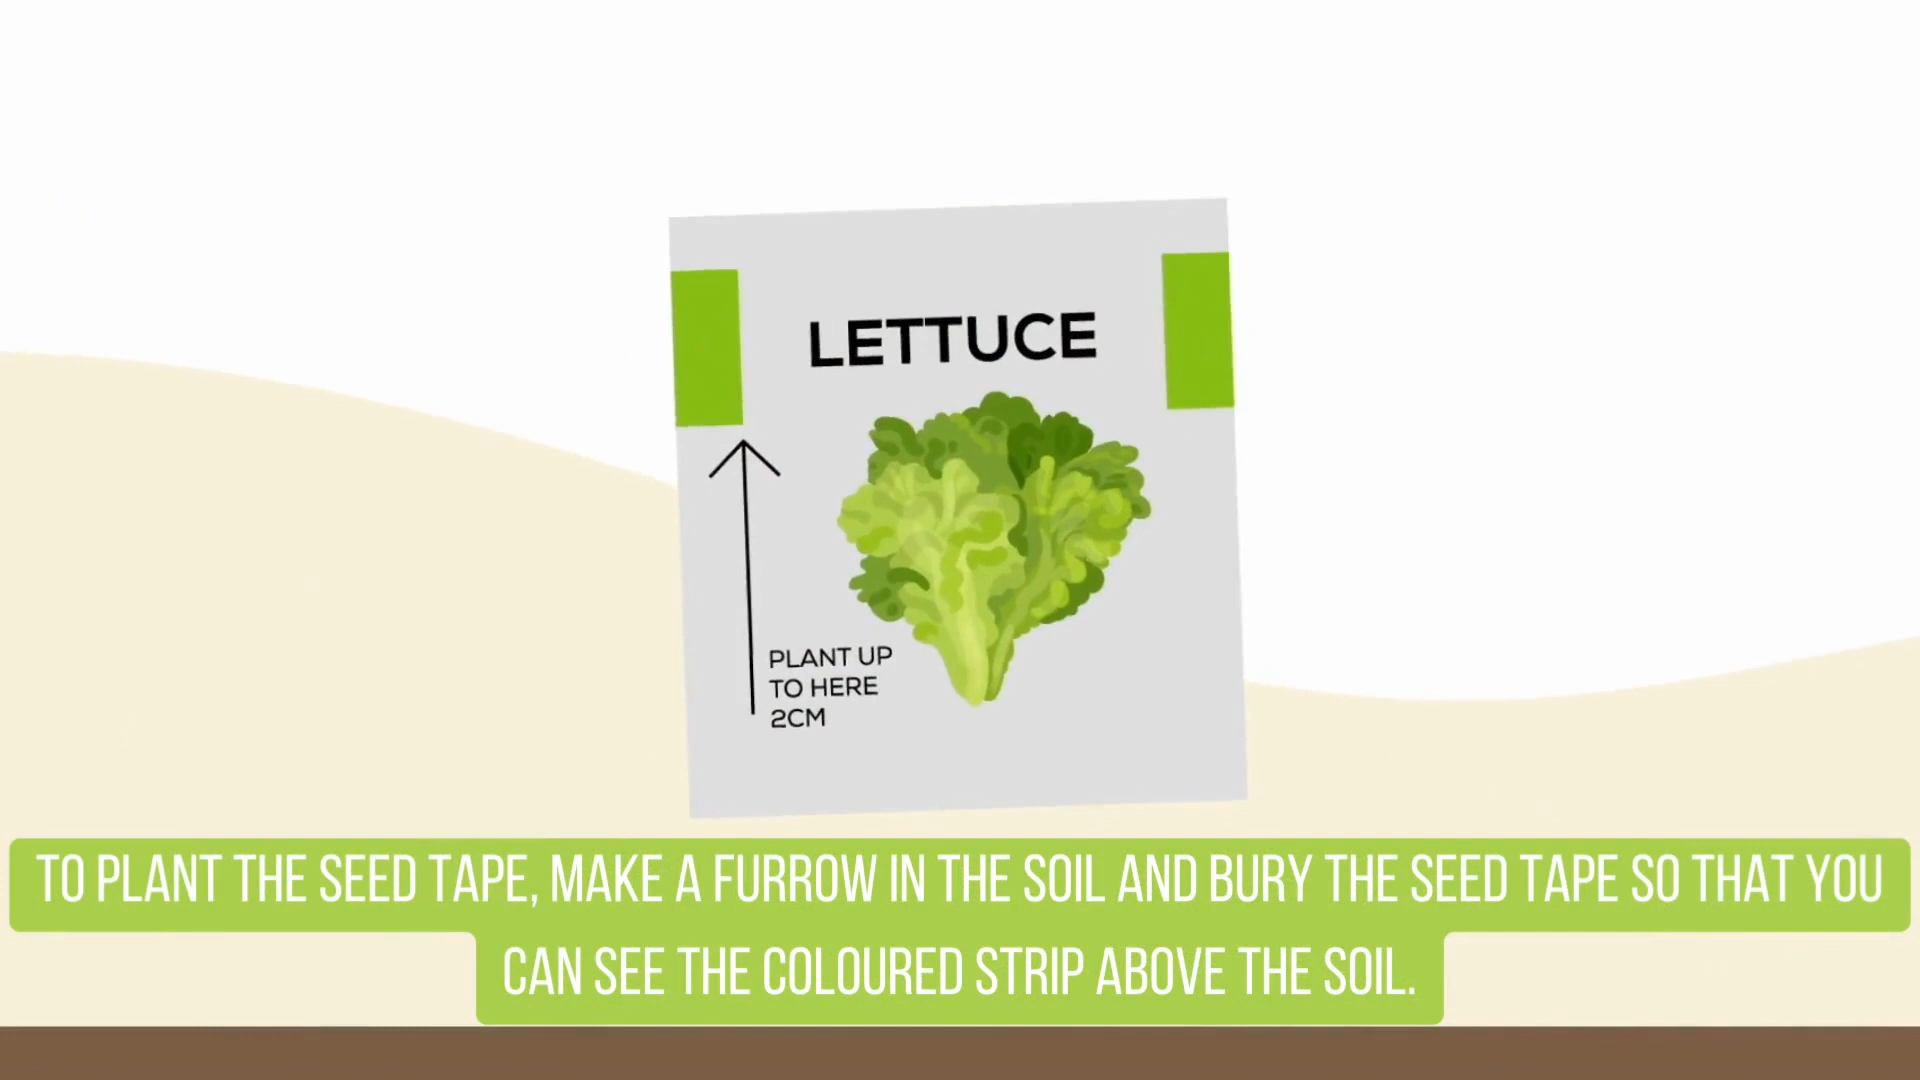 LETTUCE
PLANT UP
TO HERE
2CM
TO PLANT THE SEED TAPE, MAKE A FURROW IN THE SOIL AND BURY THE SEED TAPE SO THAT YOU
CAN SEE THE COLOURED STRIP ABOVE THE SOIL.